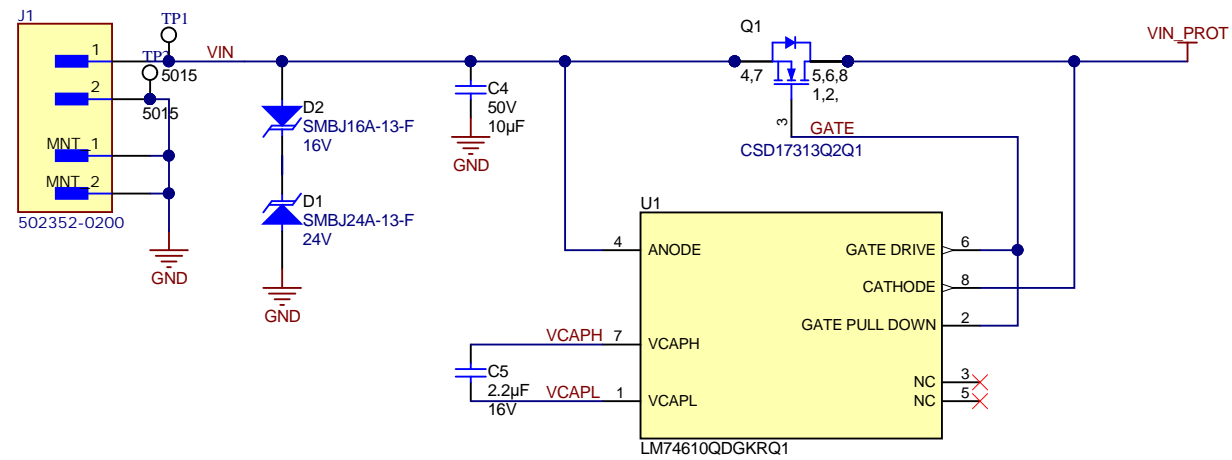 J1
TP1
1
VIN
TP2
5015
2
5015
MNT_1
MNT_2
502352-0200
GND
D2
SMBJ16A-13-F
16V
D1
SMBJ24A-13-F
24V
GND
C4
50V
10µF
GND
Q1
4,7
5,6,8
1,2,
3
GATE
CSD17313Q2Q1
VIN_PROT
U1
4
ANODE
GATE DRIVE
6
CATHODE
8
GATE PULL DOWN
2
VCAPH
7
VCAPH
C5
2.2µF
16V
VCAPL
1
VCAPL
NC
3
NC
5
LM74610QDGKRQ1